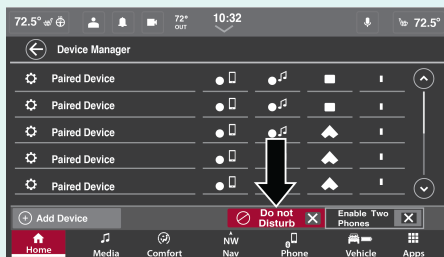 72.5° 72° OUT 10:32 72.5°
Device Manager
Paired Device
Paired Device
Paired Device
Paired Device
Paired Device
Add Device Do not Disturb X Enable Two Phones X
Home Media Comfort NW Nav 0 Phone Vehicle Apps